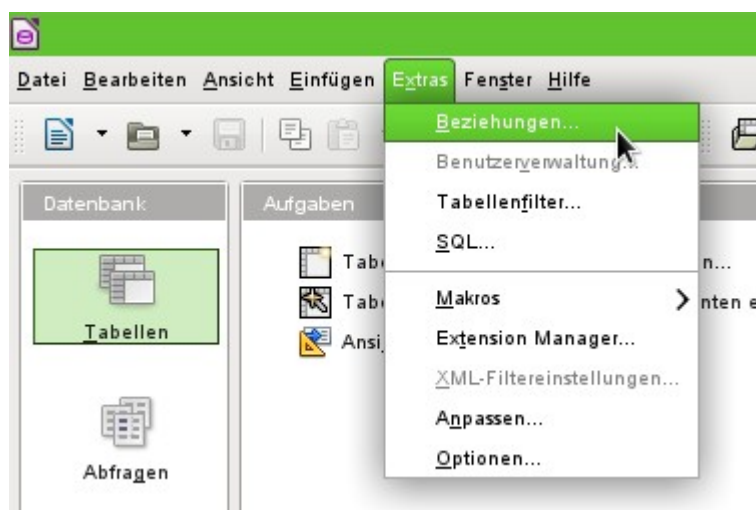 Datei Bearbeiten Ansicht Einfügen Extras Fenster Hilfe
Beziehungen...
Benutzerverwaltung...
Tabellenfilter...
SQL...
Makros
Extension Manager...
XML-Filtereinstellungen...
Anpassen...
Optionen...
Datenbank
Tabellen
Abfragen
Aufgaben